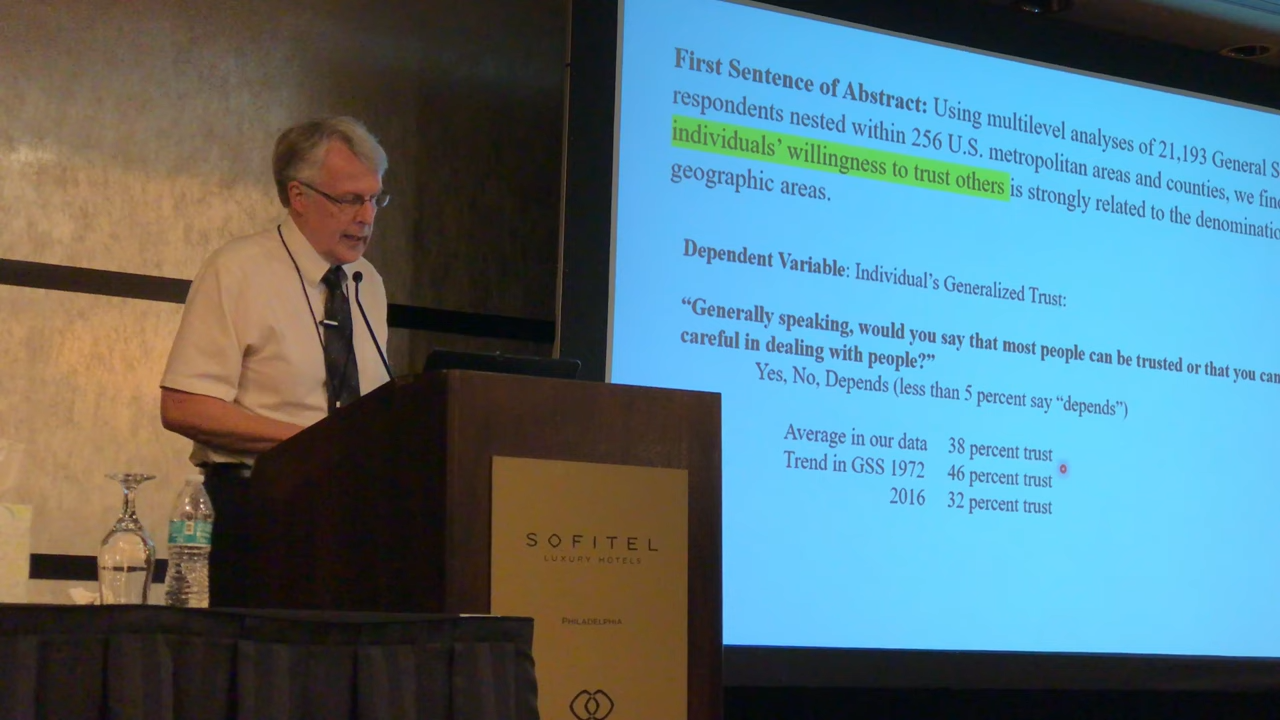 First Sentence of Abstract: Using multilevel analyses of 21,193 General S
respondents nested within 256 U.S. metropolitan areas and counties, we find
individuals' willingness to trust others is strongly related to the denominatio
geographic areas.
Dependent Variable: Individual's Generalized Trust:
“Generally speaking, would you say that most people can be trusted or that you can
careful in dealing with people?”
Yes, No, Depends (less than 5 percent say “depends”)
Average in our data 38 percent trust
Trend in GSS 1972 46 percent trust
2016 32 percent trust
SOFITEL
LUXURY HOTELS
PHILADELPHIA